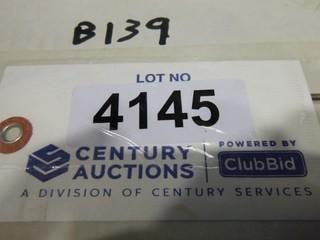 B139
LOT NO
4145
CENTURY AUCTIONS
POWERED BY
ClubBid
A DIVISION OF CENTURY SERVICES